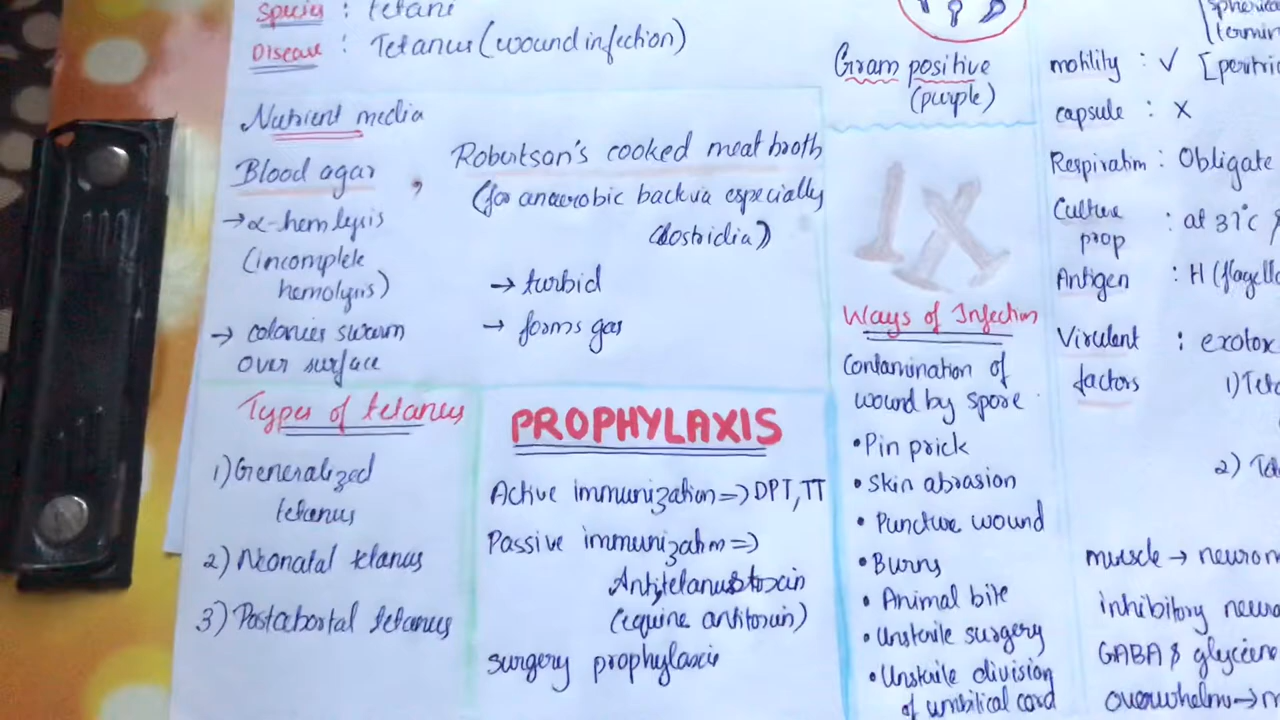 Species : tetani
Disease : Tetanus (wound infection)
Nutrient media
Blood agar ,
→ α-hemlysis
(incomplete
hemolysis)
→ colonies swarm
over surface
Robertson's cooked meat broth
(for anaerobic bacteria especially
clostridia)
→ turbid
→ forms gas
Types of tetanus
1) Generalized
tetanus
2) Neonatal tetanus
3) Postabortal tetanus
PROPHYLAXIS
Active immunization => DPT, TT
Passive immunization =>
(equine antitoxin)
surgery prophylaxis
Gram positive
(purple)
Ways of Infection
Contamination of
wound by spore
• Pin prick
• Skin abrasion
• Puncture wound
• Burns
• Animal bite
• Unsterile surgery
• Unsterile division
of umbilical cord
motility : ✓
capsule : X
Respiration : Obligate
Culture
prop : at 37°C
Antigen : H
Virulent
factors : exotox
1)
2)
muscle → neuron
inhibitory
GABA & glycine
overwhelm →